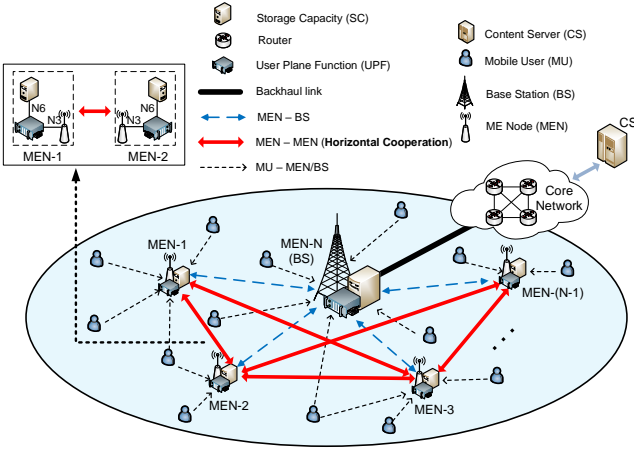 Storage Capacity (SC)
Router
User Plane Function (UPF)
Backhaul link
MEN – BS
MEN – MEN (Horizontal Cooperation)
MU – MEN/BS
Content Server (CS)
Mobile User (MU)
Base Station (BS)
ME Node (MEN)
N6
N3
MEN-1
N6
N3
MEN-2
CS
Core
Network
MEN-1
MEN-N
(BS)
MEN-(N-1)
. . .
MEN-2
MEN-3